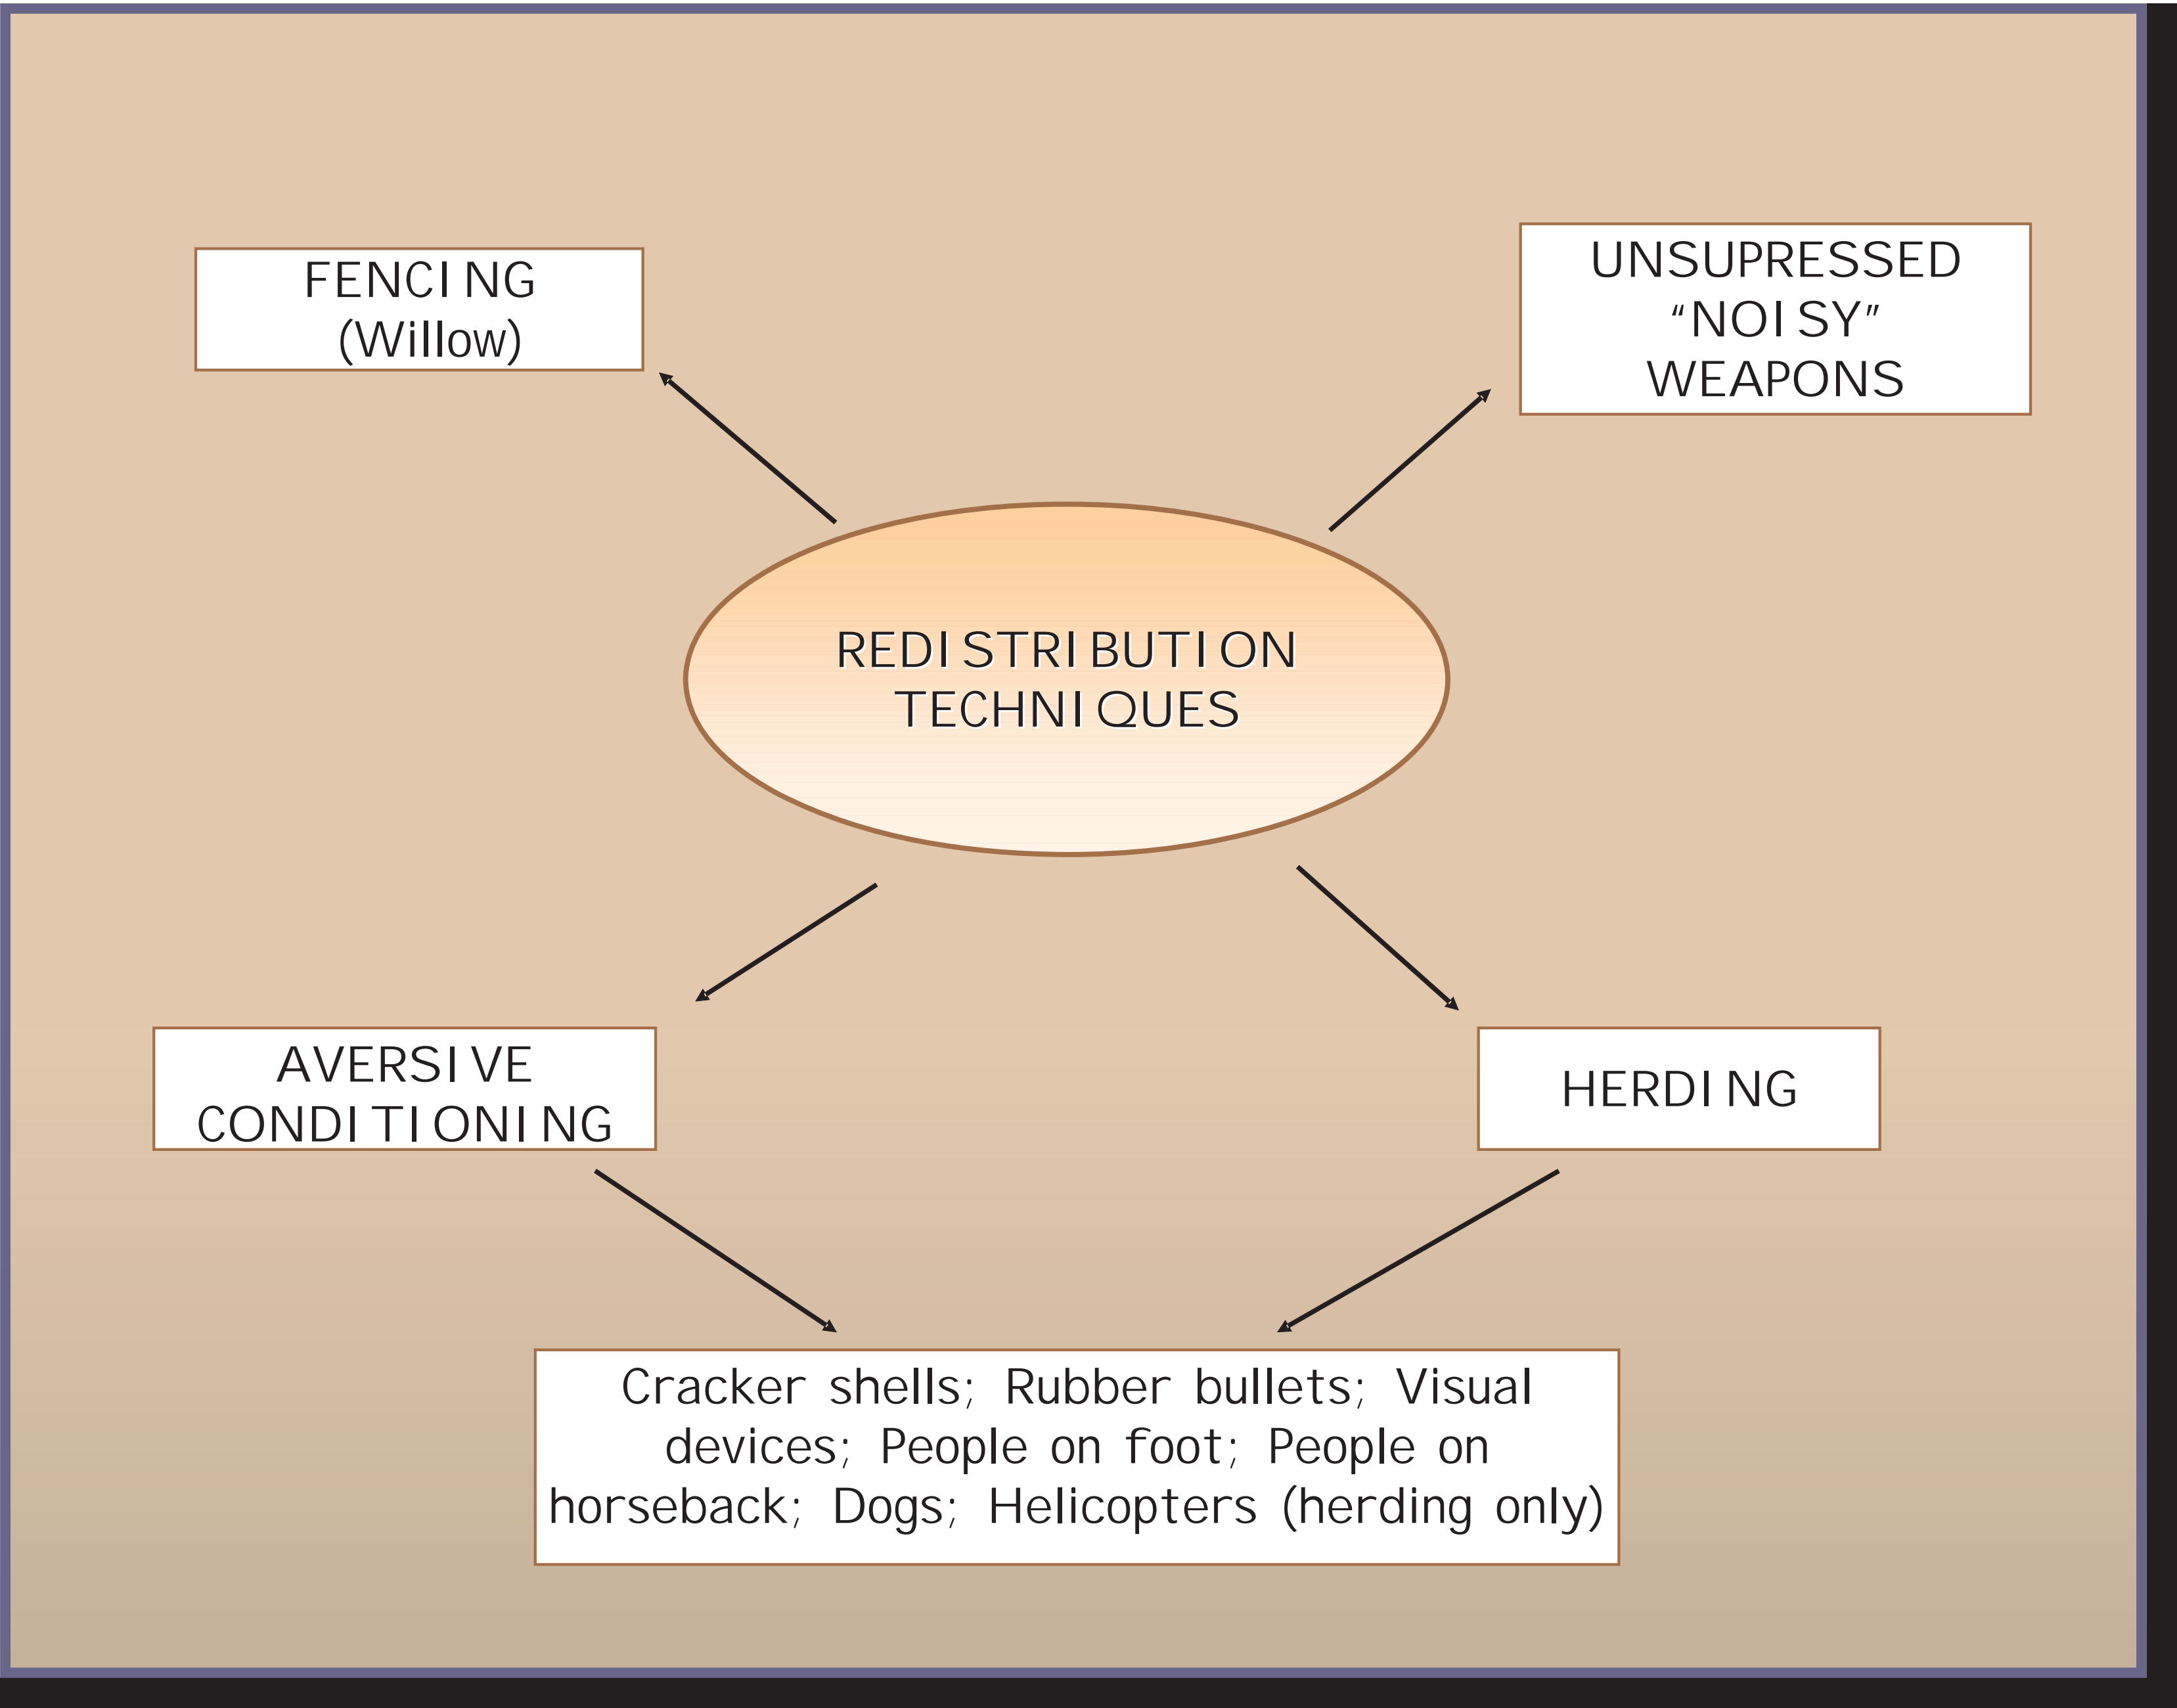 FENCING
(Willow)
UNSUPRESSED
“NOISY”
WEAPONS
REDISTRIBUTION
TECHNIQUES
AVERSIVE
CONDITIONING
HERDING
Cracker shells; Rubber bullets; Visual
devices; People on foot; People on
horseback; Dogs; Helicopters (herding only)